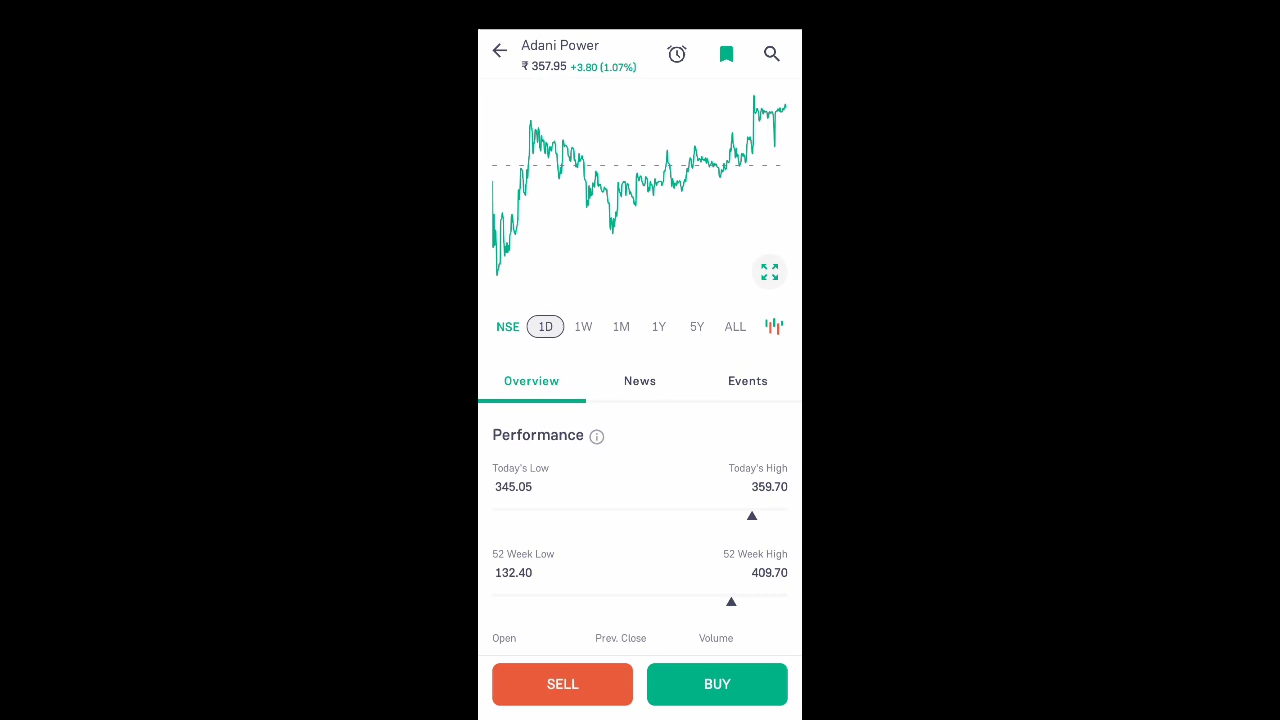 Adani Power
₹ 357.95 +3.80 (1.07%)
NSE 1D 1W 1M 1Y 5Y ALL
Overview News Events
Performance
Today's Low Today's High
345.05 359.70
52 Week Low 52 Week High
132.40 409.70
Open Prev. Close Volume
SELL BUY